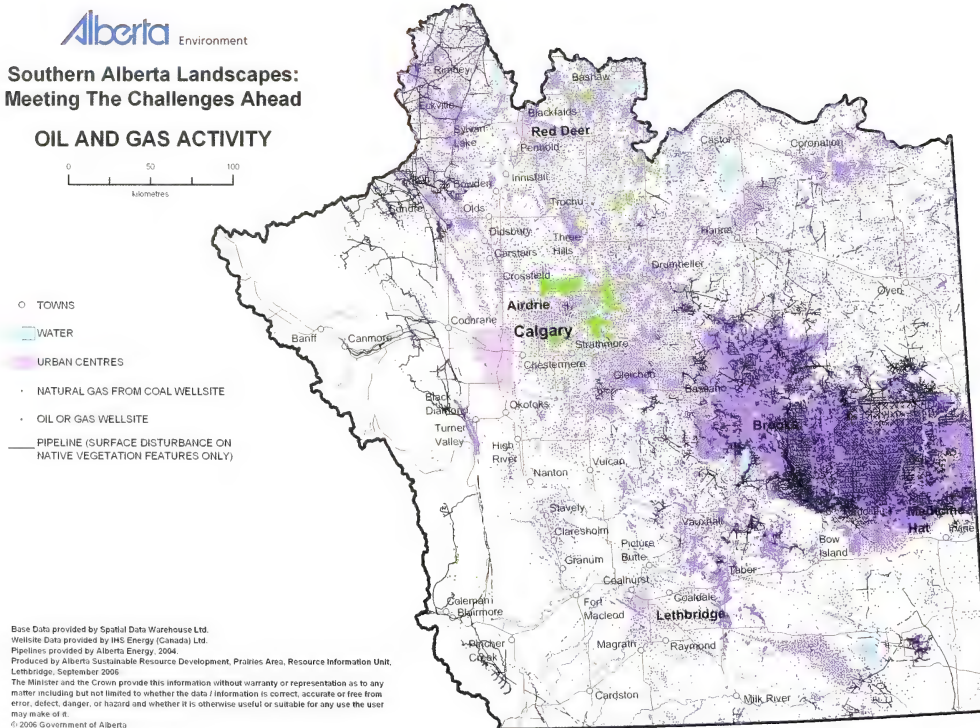 Alberta Environment
Southern Alberta Landscapes:
Meeting The Challenges Ahead
OIL AND GAS ACTIVITY
0 50 100
kilometres
TOWNS
WATER
URBAN CENTRES
NATURAL GAS FROM COAL WELLSITE
OIL OR GAS WELLSITE
PIPELINE (SURFACE DISTURBANCE ON
NATIVE VEGETATION FEATURES ONLY)
Rimbey
Bashaw
Eckville
Blackfalds
Sylvan
Lake
Red Deer
Penhold
Castor
Coronation
Innisfail
Bowden
Sundre
Olds
Trochu
Didsbury
Three
Hills
Hanna
Carstairs
Drumheller
Crossfield
Oyen
Airdrie
Cochrane
Calgary
Banff
Canmore
Strathmore
Chestermere
Gleichen
Bassano
Black
Diamond
Okotoks
Turner
Valley
Brooks
High
River
Vulcan
Nanton
Stavely
Vauxhall
Medicine
Hat
Irvine
Claresholm
Picture
Butte
Bow
Island
Granum
Taber
Coalhurst
Coleman
Blairmore
Fort
Macleod
Coaldale
Lethbridge
Pincher
Creek
Magrath
Raymond
Cardston
Milk River
Base Data provided by Spatial Data Warehouse Ltd.
Wellsite Data provided by IHS Energy (Canada) Ltd.
Pipelines provided by Alberta Energy, 2004.
Produced by Alberta Sustainable Resource Development, Prairies Area, Resource Information Unit,
Lethbridge, September 2006
The Minister and the Crown provide this information without warranty or representation as to any
matter including but not limited to whether the data / information is correct, accurate or free from
error, defect, danger, or hazard and whether it is otherwise useful or suitable for any use the user
may make of it.
© 2006 Government of Alberta